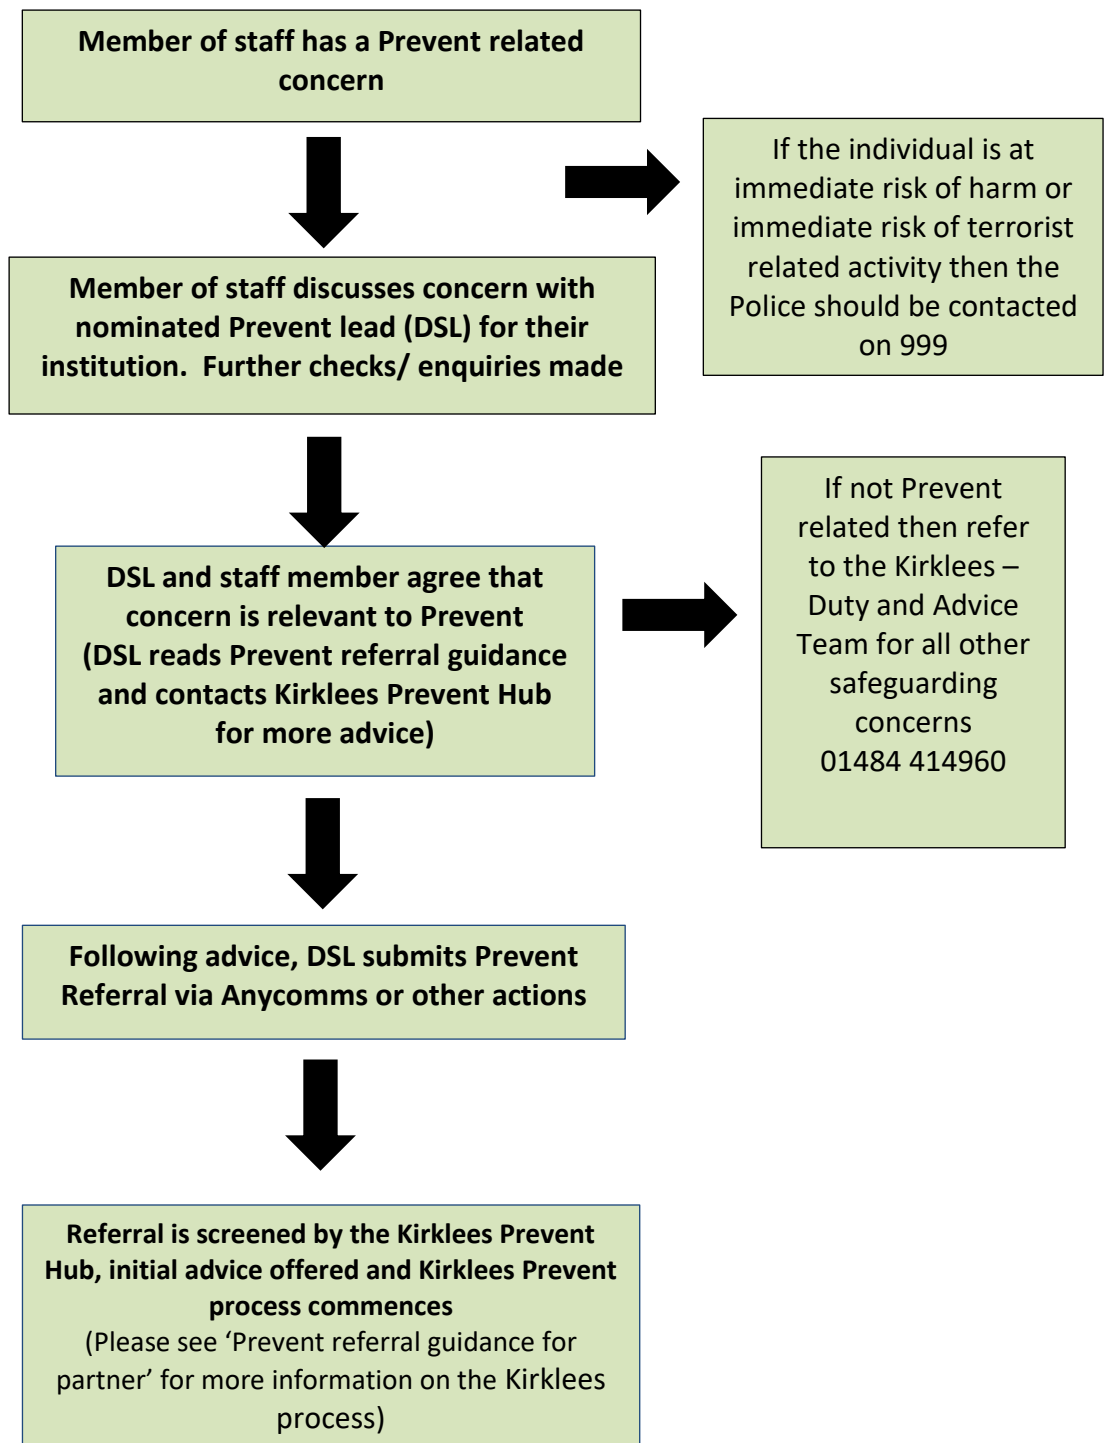 Member of staff has a Prevent related
concern
If the individual is at
immediate risk of harm or
immediate risk of terrorist
related activity then the
Police should be contacted
on 999
Member of staff discusses concern with
nominated Prevent lead (DSL) for their
institution.  Further checks/ enquiries made
DSL and staff member agree that
concern is relevant to Prevent
(DSL reads Prevent referral guidance
and contacts Kirklees Prevent Hub
for more advice)
If not Prevent
related then refer
to the Kirklees –
Duty and Advice
Team for all other
safeguarding
concerns
01484 414960
Following advice, DSL submits Prevent
Referral via Anycomms or other actions
Referral is screened by the Kirklees Prevent
Hub, initial advice offered and Kirklees Prevent
process commences
(Please see ‘Prevent referral guidance for
partner’ for more information on the Kirklees
process)